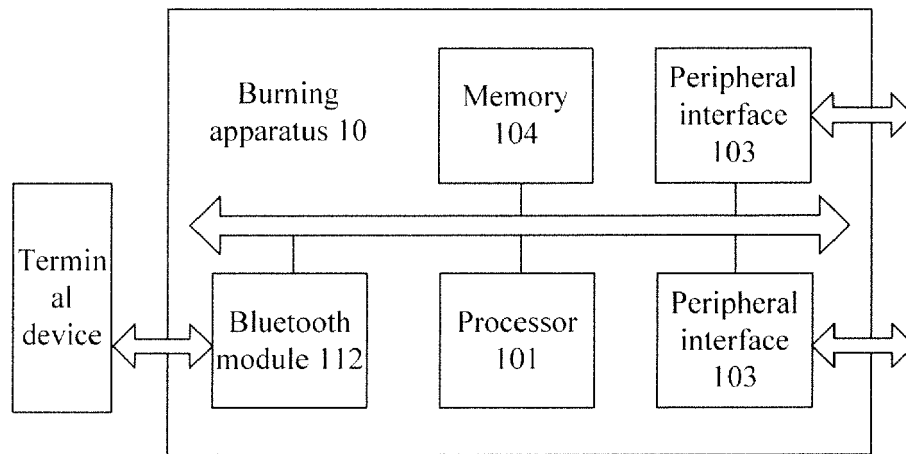 Burning
apparatus 10
Memory
104
Peripheral
interface
103
Termin
al
device
Bluetooth
module 112
Processor
101
Peripheral
interface
103